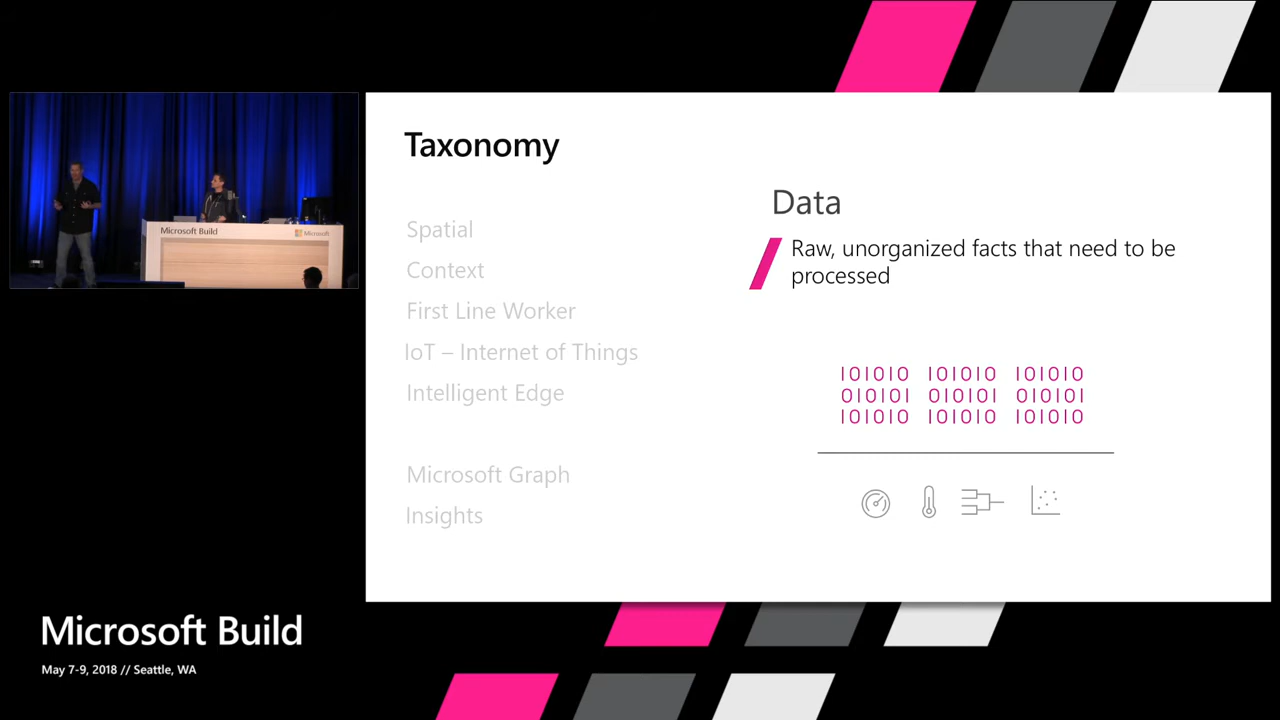 Microsoft Build
Microsoft
Taxonomy
Spatial
Context
First Line Worker
IoT – Internet of Things
Intelligent Edge
Microsoft Graph
Insights
Data
Raw, unorganized facts that need to be
processed
101010 101010 101010
010101 010101 010101
101010 101010 101010
Microsoft Build
May 7-9, 2018 // Seattle, WA